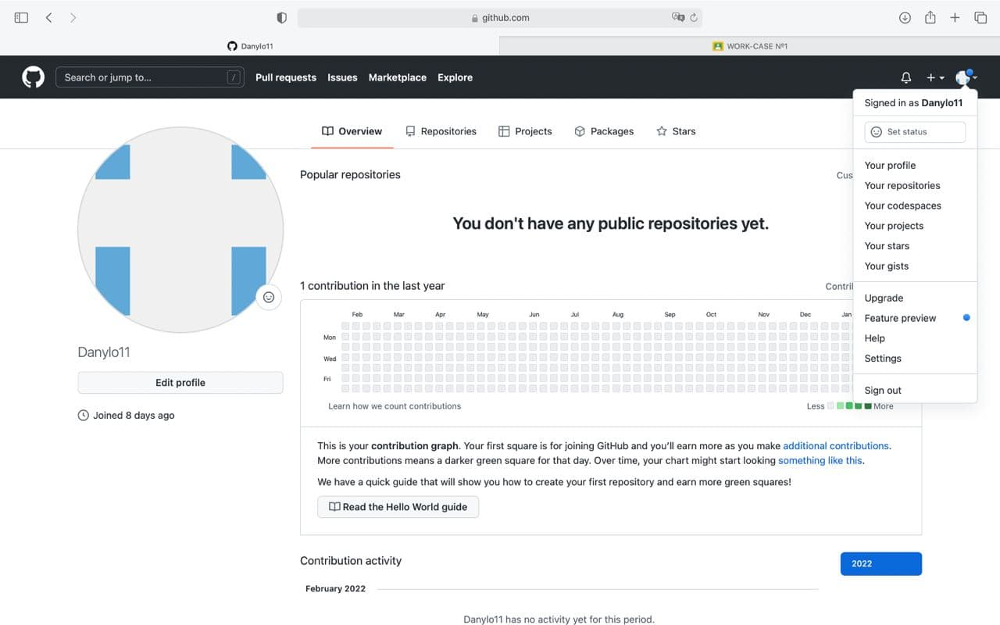 github.com
Danylo11
WORK-CASE Nº1
Search or jump to... /
Pull requests
Issues
Marketplace
Explore
Signed in as Danylo11
Set status
Your profile
Your repositories
Your codespaces
Your projects
Your stars
Your gists
Upgrade
Feature preview
Help
Settings
Sign out
Overview
Repositories
Projects
Packages
Stars
Danylo11
Edit profile
Joined 8 days ago
Popular repositories
Cus
You don't have any public repositories yet.
1 contribution in the last year
Contril
Feb Mar Apr May Jun Jul Aug Sep Oct Nov Dec Jan
Mon
Wed
Fri
Learn how we count contributions
Less More
This is your contribution graph. Your first square is for joining GitHub and you’ll earn more as you make additional contributions.
More contributions means a darker green square for that day. Over time, your chart might start looking something like this.
We have a quick guide that will show you how to create your first repository and earn more green squares!
Read the Hello World guide
Contribution activity
2022
February 2022
Danylo11 has no activity yet for this period.